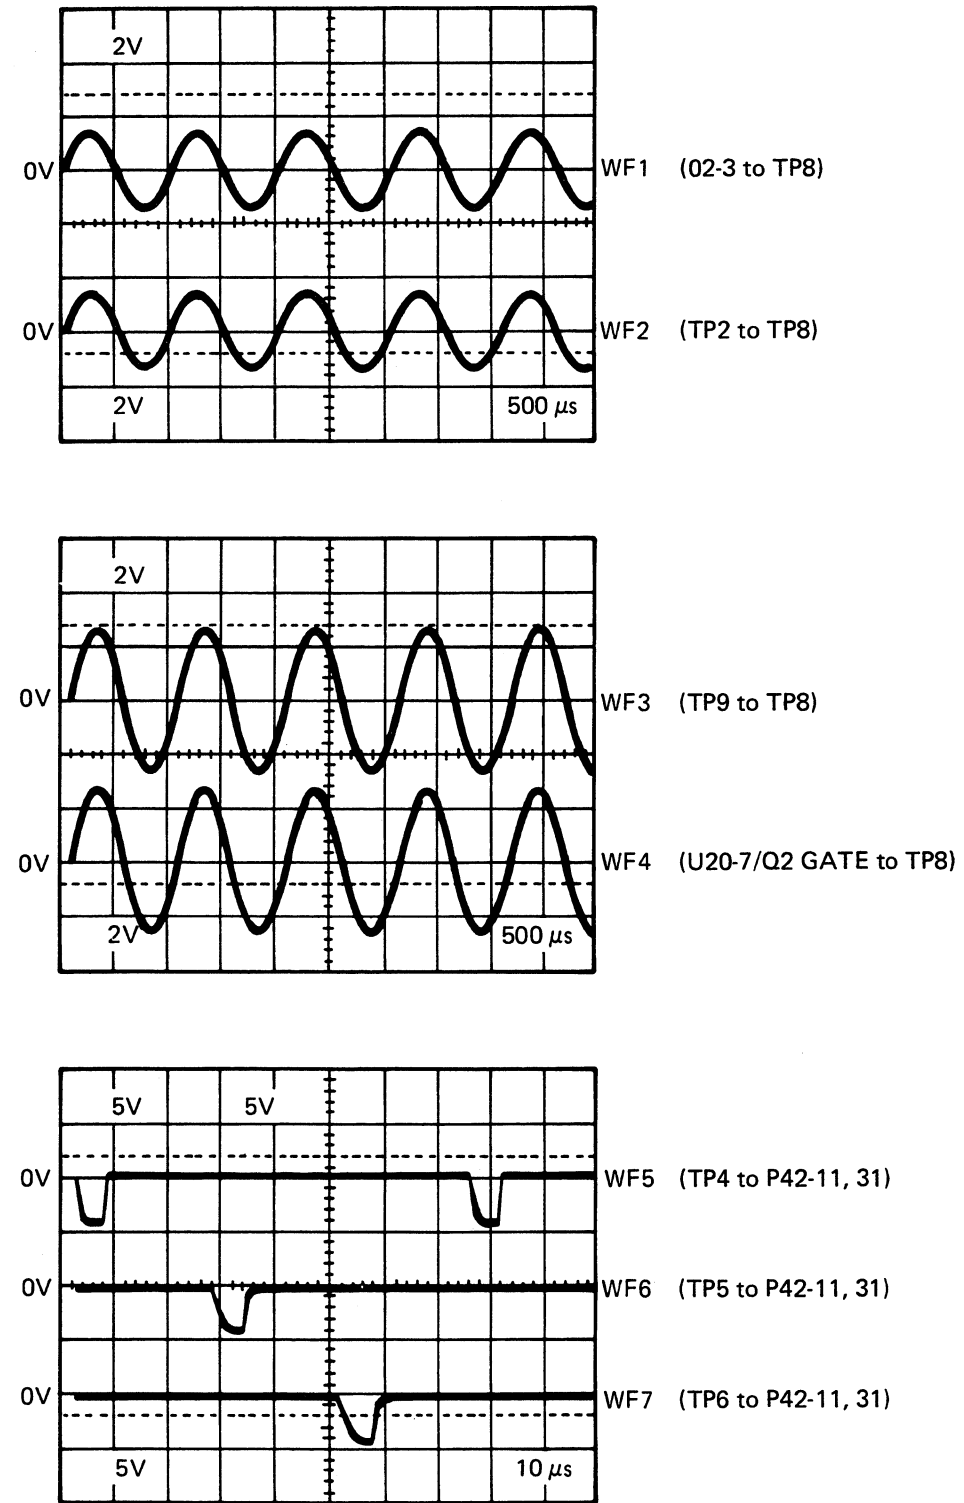 2V
0V WF1 (02-3 to TP8)
0V WF2 (TP2 to TP8)
2V 500 μs
2V
0V WF3 (TP9 to TP8)
0V WF4 (U20-7/Q2 GATE to TP8)
2V 500 μs
5V 5V
0V WF5 (TP4 to P42-11, 31)
0V WF6 (TP5 to P42-11, 31)
0V WF7 (TP6 to P42-11, 31)
5V 10 μs